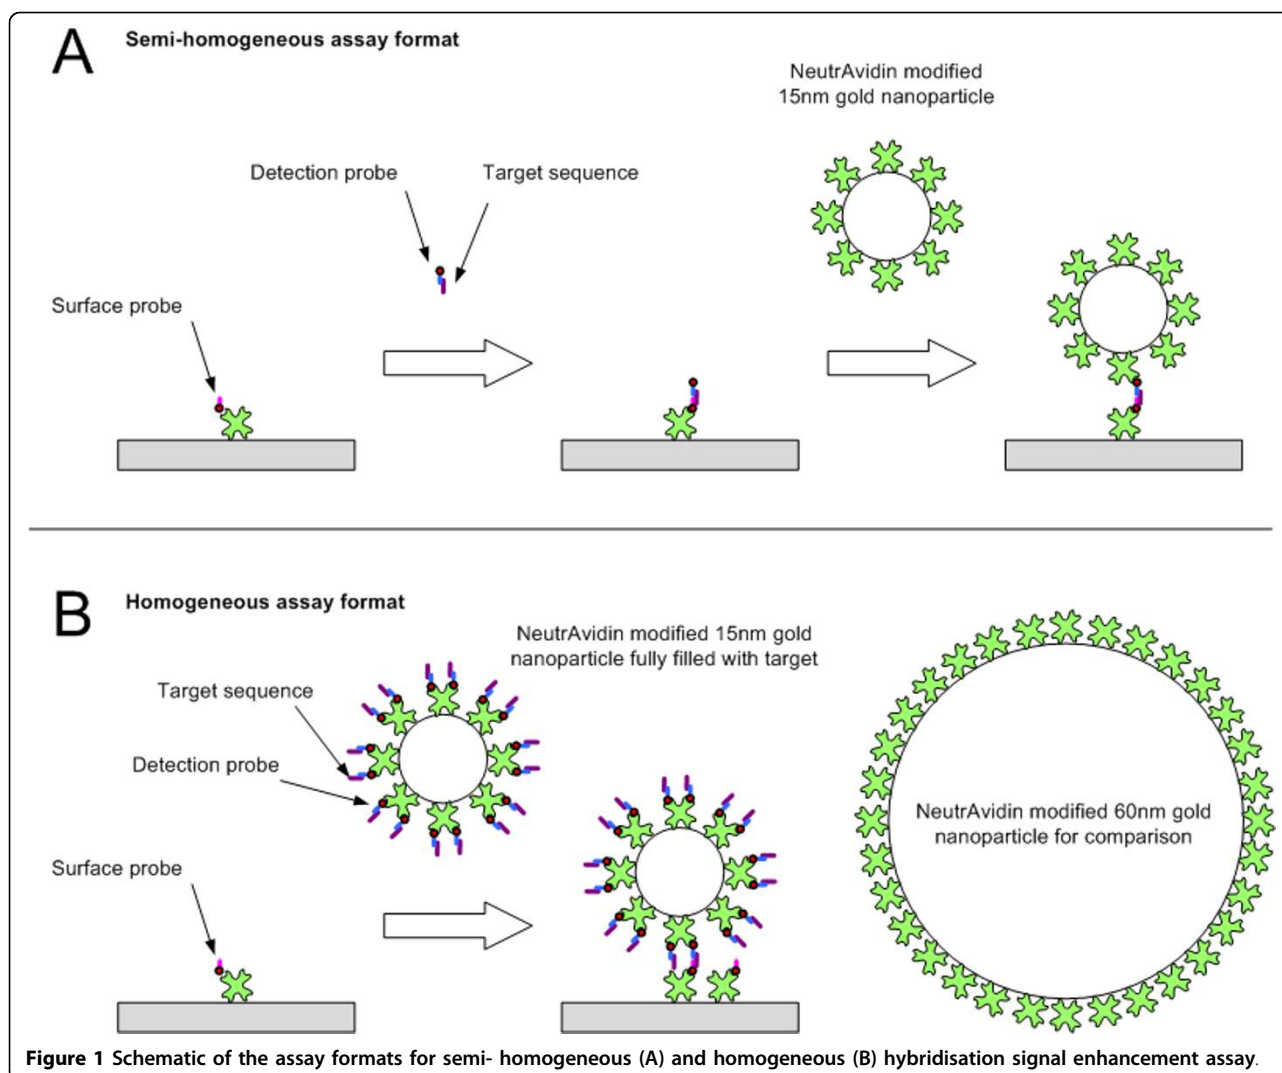 A
Semi-homogeneous assay format
NeutrAvidin modified
15nm gold nanoparticle
Detection probe
Target sequence
Surface probe
B
Homogeneous assay format
NeutrAvidin modified 15nm gold
nanoparticle fully filled with target
Target sequence
Detection probe
NeutrAvidin modified 60nm gold
nanoparticle for comparison
Surface probe
Figure 1 Schematic of the assay formats for semi- homogeneous (A) and homogeneous (B) hybridisation signal enhancement assay.